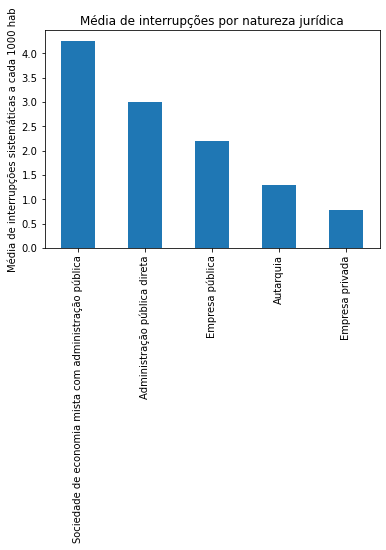 Média de interrupções por natureza jurídica
Média de interrupções sistemáticas a cada 1000 hab
4.0
3.5
3.0
2.5
2.0
1.5
1.0
0.5
0.0
Sociedade de economia mista com administração pública
Administração pública direta
Empresa pública
Autarquia
Empresa privada